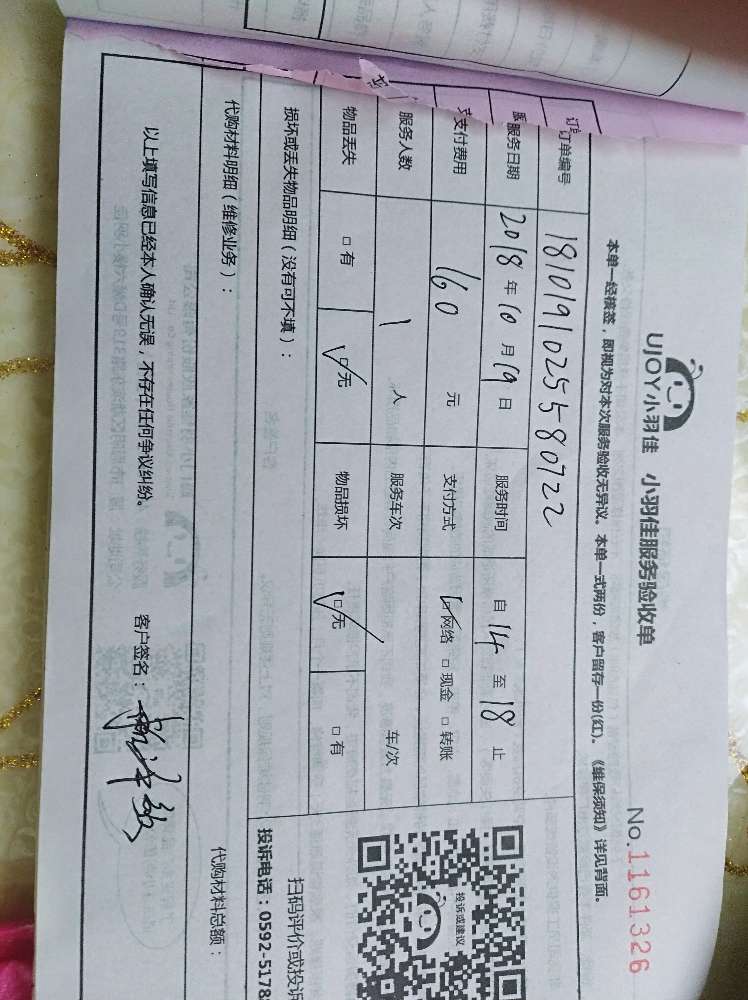 UJOY小羽佳 小羽佳服务验收单
No.1161326
本单一经核签，即视为对本次服务验收无异议。本单一式两份，客户留存一份(红)。《维保须知》详见背面。
订单编号 1810191025580722
服务日期 2018年10月19日 服务时间 自14至18止
支付费用 160元 支付方式 ☑网络 □现金 □转账
服务人数 1人 服务车次 车/次
物品丢失 □有 ☑无 物品损坏 ☑无 □有
损坏或丢失物品明细（没有可不填）：
投诉或建议
扫码评价或投诉
投诉电话：0592-5178
代购材料明细（维修业务）： 代购材料总额：
以上填写信息已经本人确认无误，不存在任何争议纠纷。 客户签名：